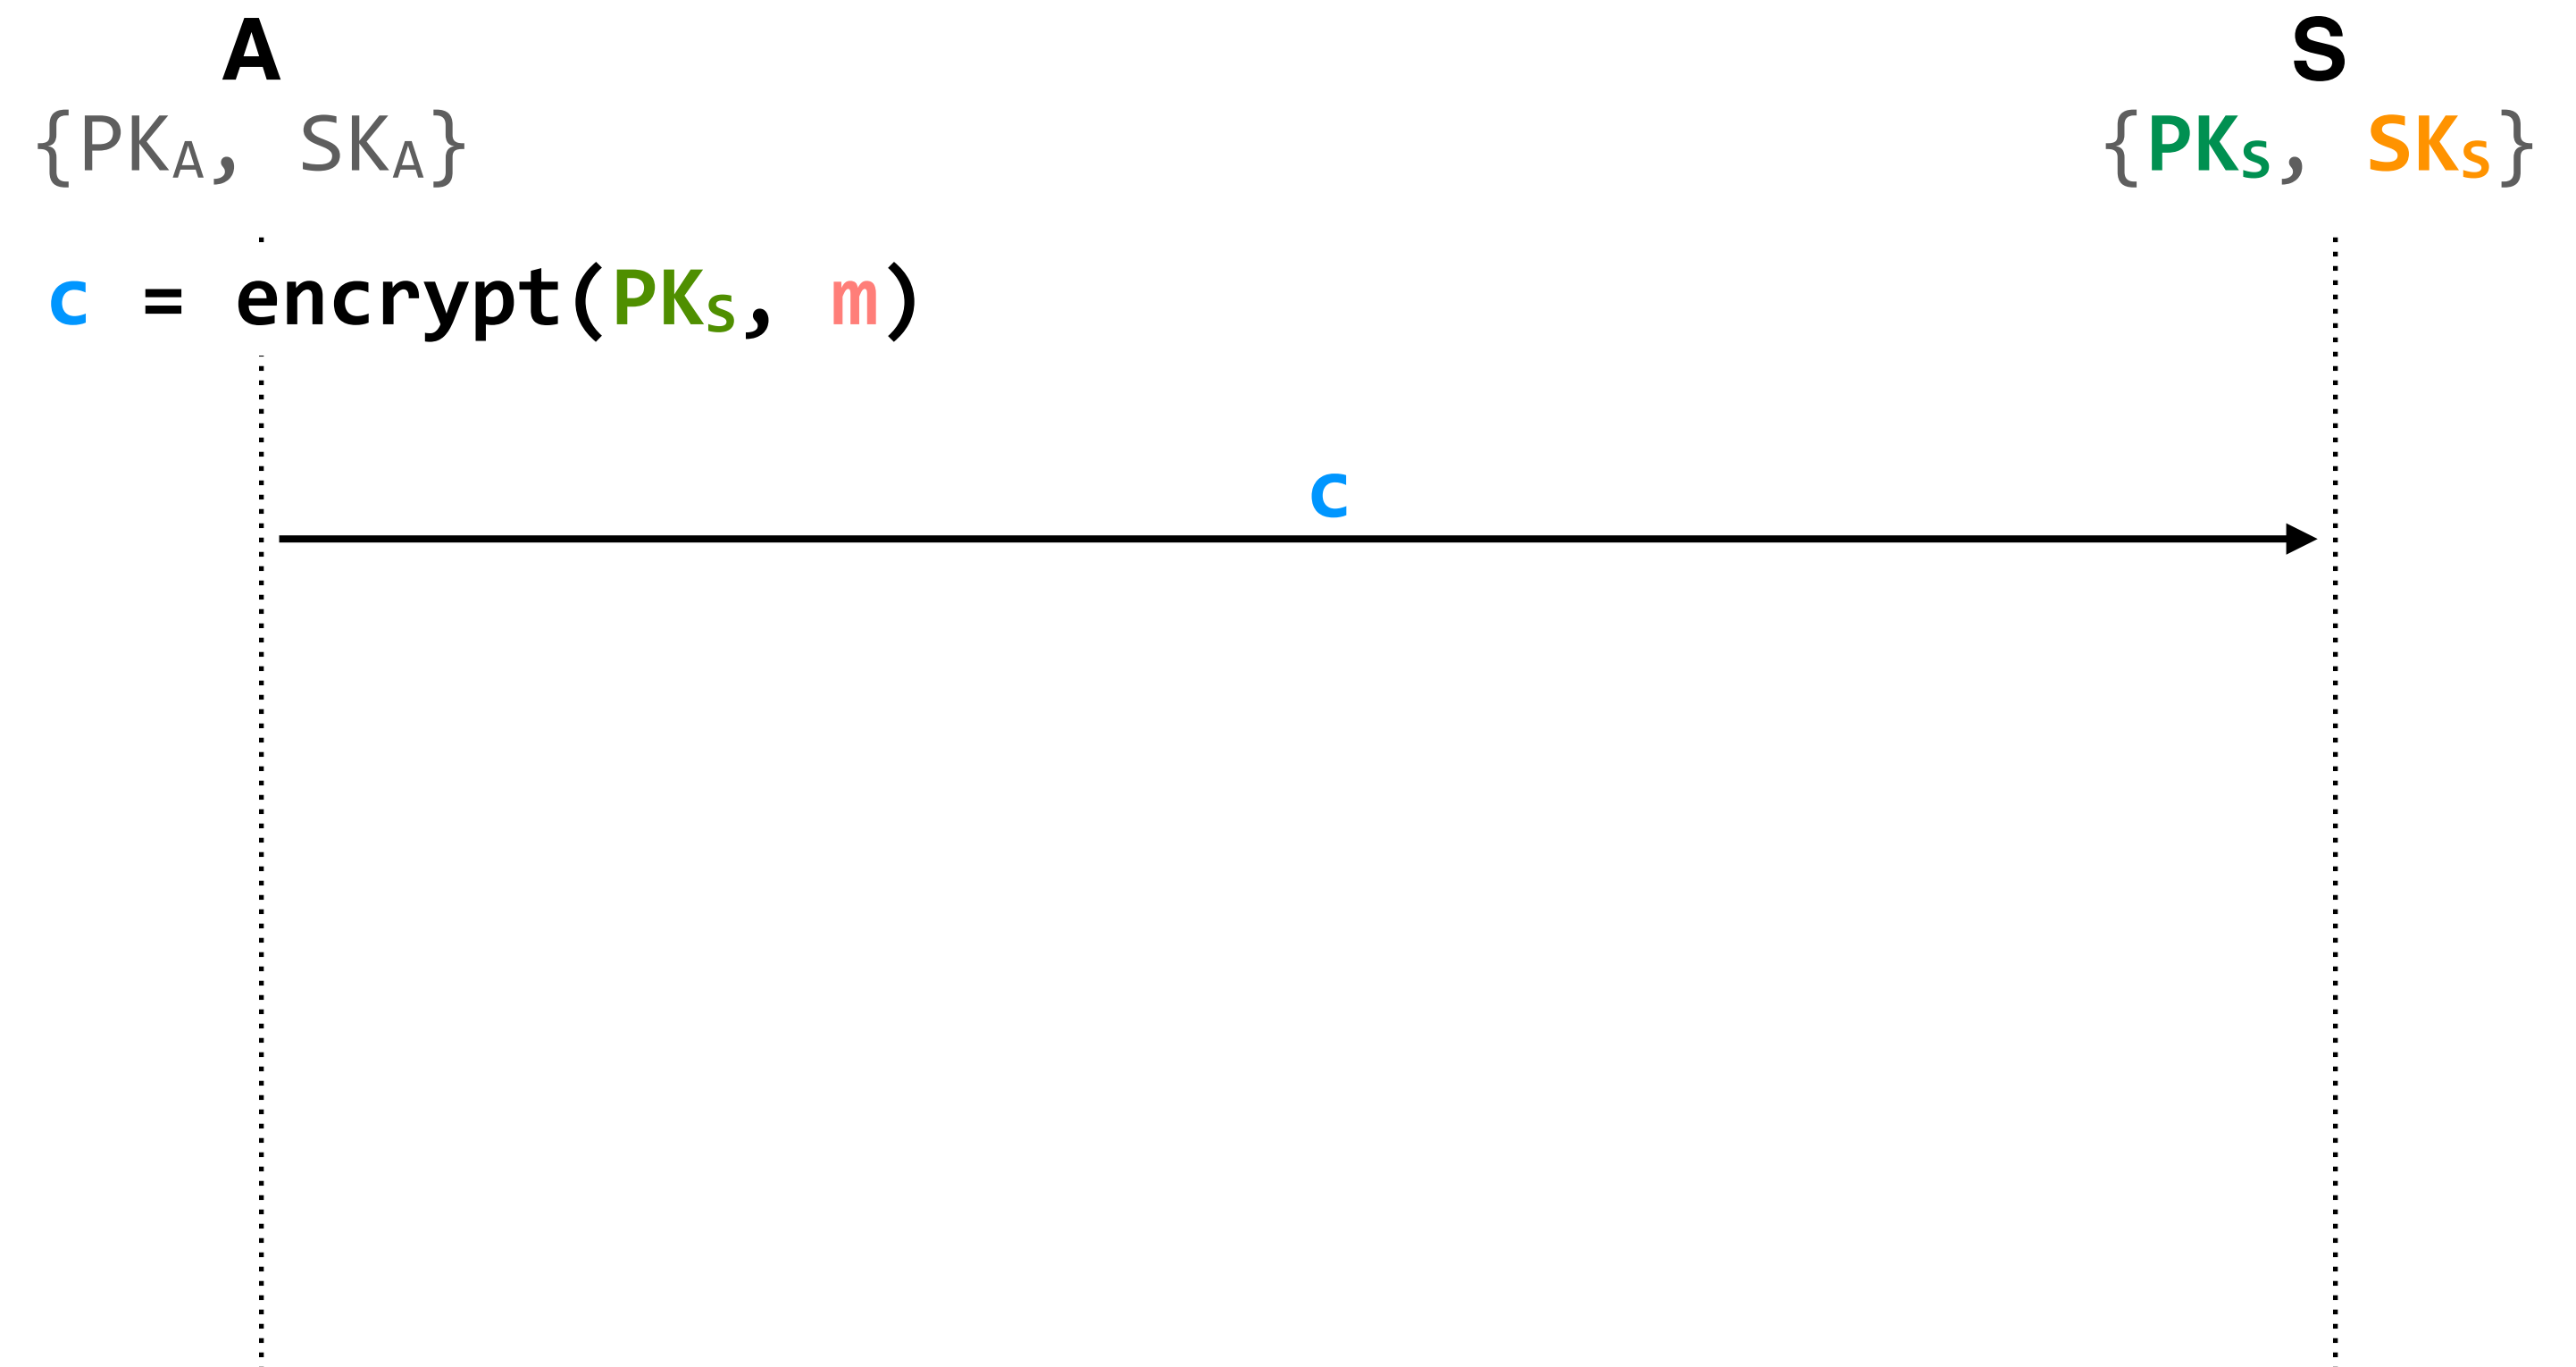 A S
{PKA, SKA} {PKS, SKS}
c = encrypt(PKS, m)
c